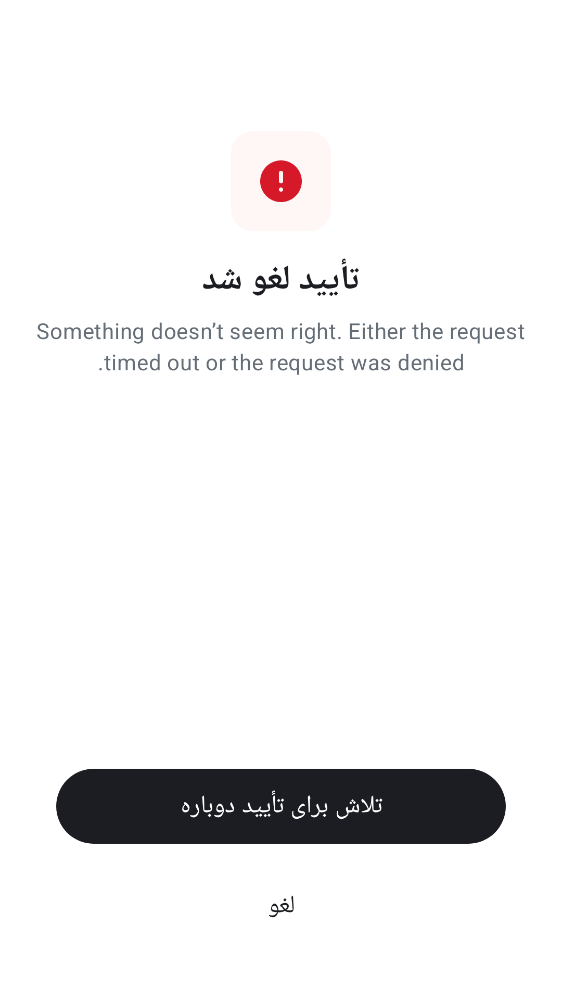 تأیید لغو شد
Something doesn’t seem right. Either the request
timed out or the request was denied.
تلاش برای تأیید دوباره
لغو